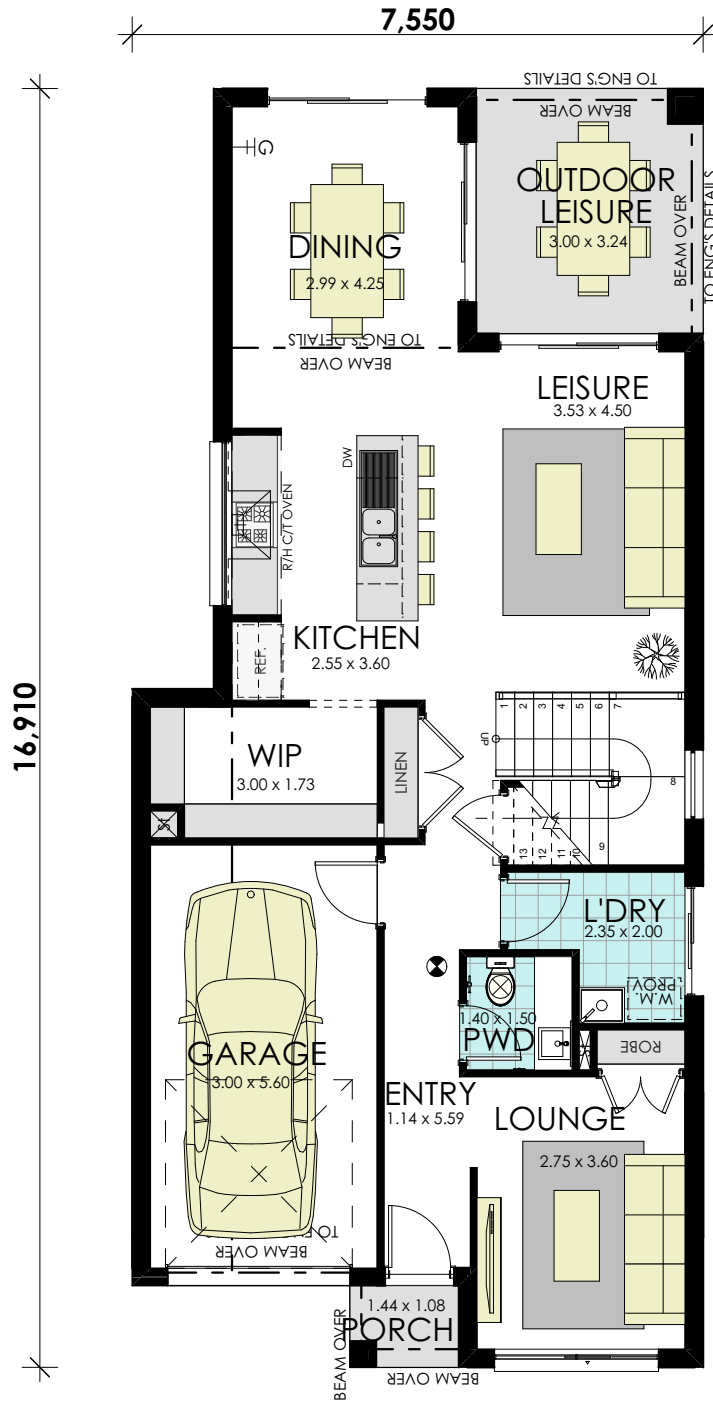 7,550
TO ENG'S DETAILS
BEAM OVER
G
OUTDOOR
LEISURE
3.00 x 3.24
BEAM OVER
TO ENG'S DETAILS
DINING
2.99 x 4.25
TO ENG'S DETAILS
BEAM OVER
LEISURE
3.53 x 4.50
DW
R/H C/T OVEN
KITCHEN
2.55 x 3.60
REF.
16,910
1 2 3 4 5 6 7
UP
8
9
13 12 11 10
WIP
3.00 x 1.73
LINEN
St
L'DRY
2.35 x 2.00
W.M.
PROV
1.40 x 1.50
PWD
ROBE
GARAGE
3.00 x 5.60
ENTRY
1.14 x 5.59
LOUNGE
2.75 x 3.60
BEAM OVER
1.44 x 1.08
PORCH
BEAM OVER
BEAM OVER